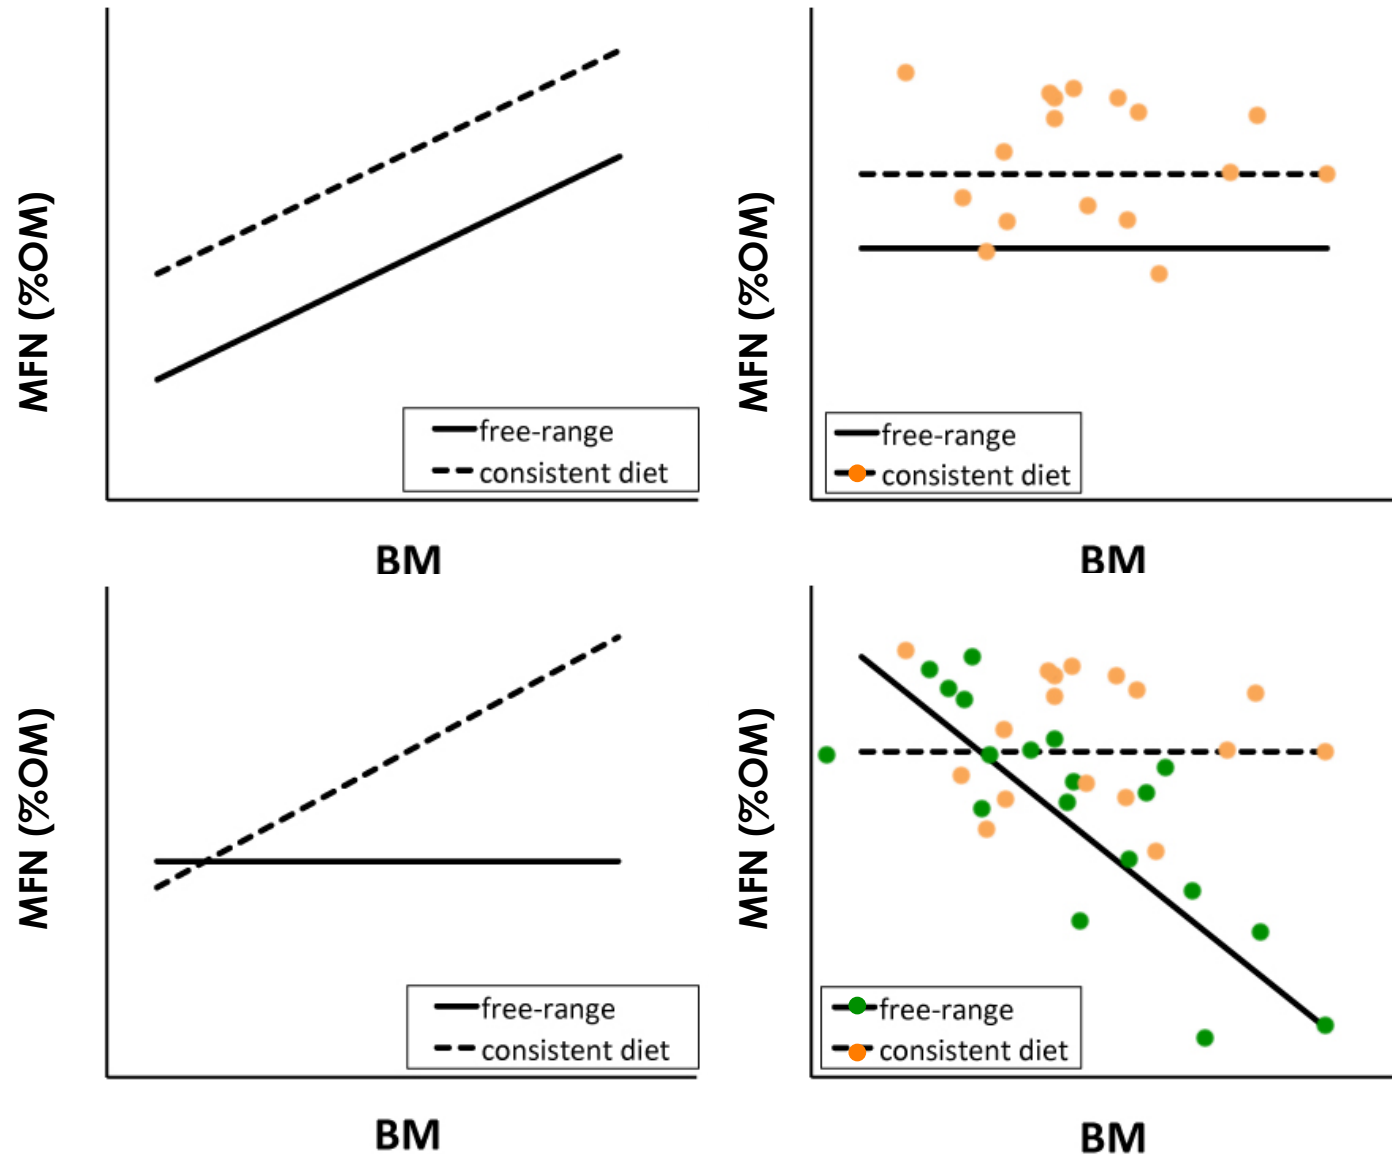 MFN (%OM)
free-range
consistent diet
BM
MFN (%OM)
free-range
consistent diet
BM
MFN (%OM)
free-range
consistent diet
BM
MFN (%OM)
free-range
consistent diet
BM